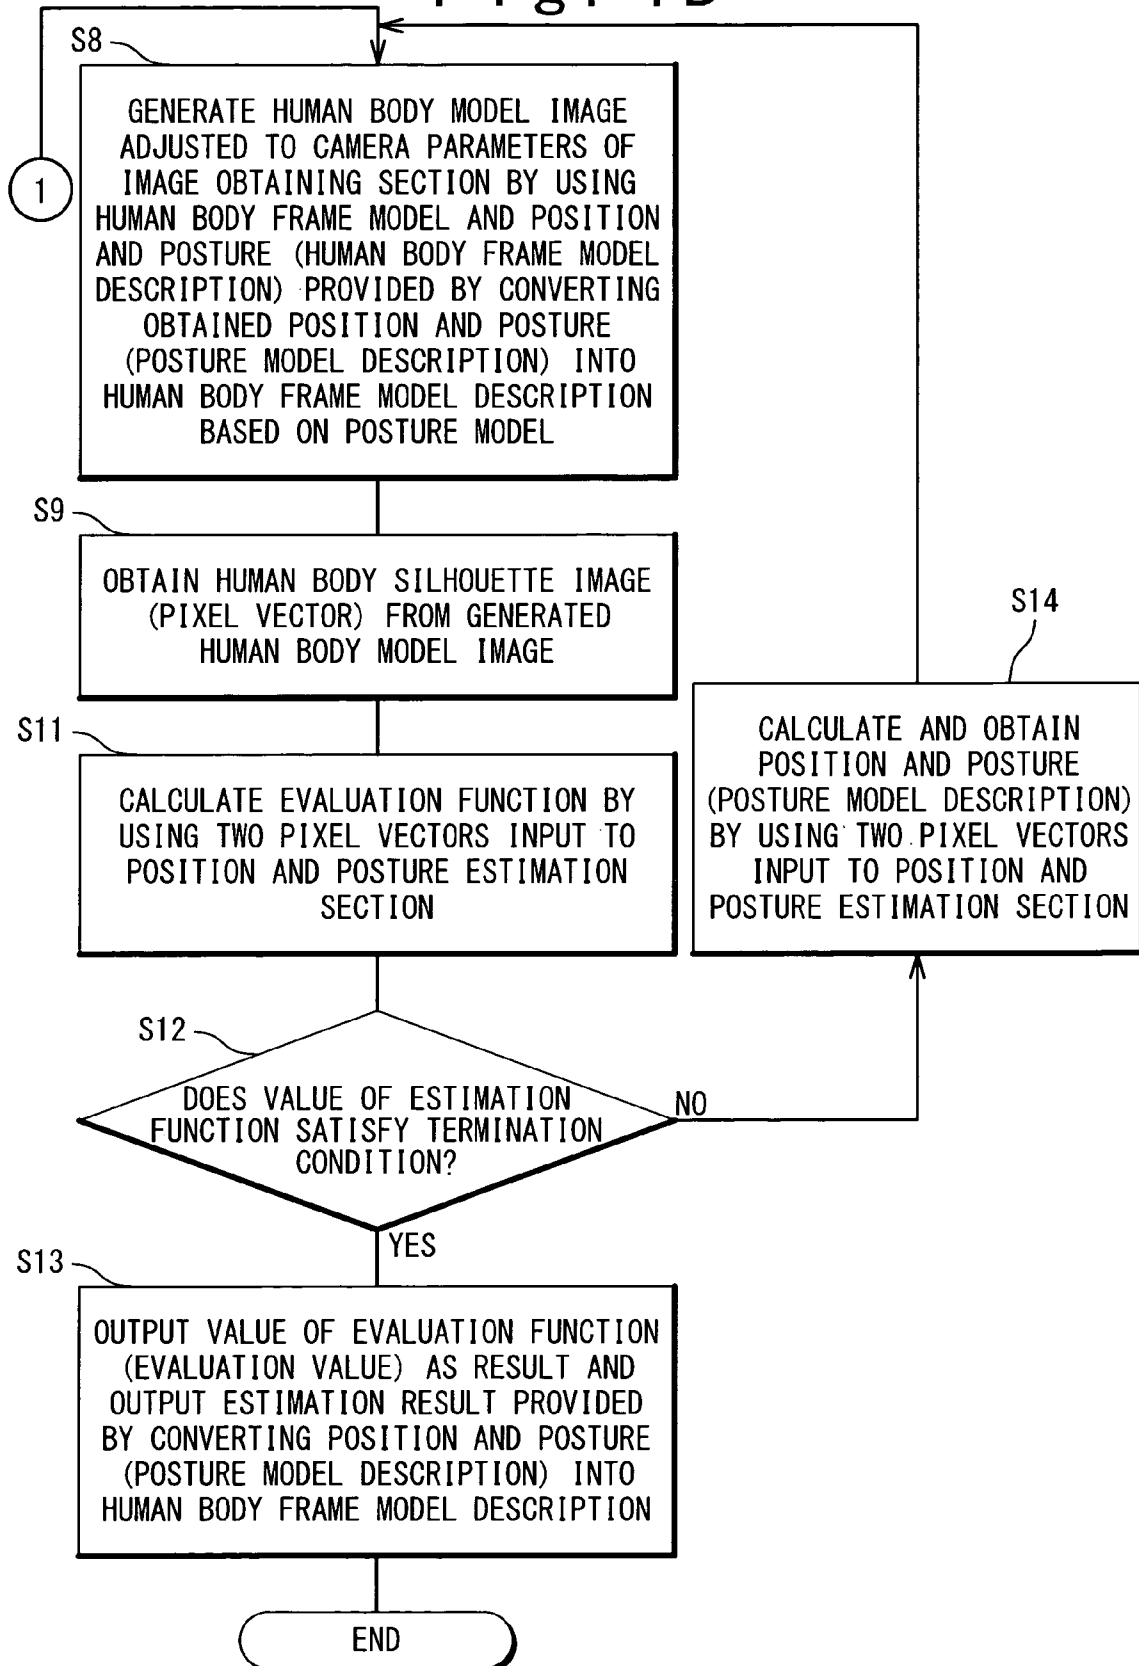 S8
GENERATE HUMAN BODY MODEL IMAGE
ADJUSTED TO CAMERA PARAMETERS OF
IMAGE OBTAINING SECTION BY USING
HUMAN BODY FRAME MODEL AND POSITION
AND POSTURE (HUMAN BODY FRAME MODEL
DESCRIPTION) PROVIDED BY CONVERTING
OBTAINED POSITION AND POSTURE
(POSTURE MODEL DESCRIPTION) INTO
HUMAN BODY FRAME MODEL DESCRIPTION
BASED ON POSTURE MODEL
1
S9
OBTAIN HUMAN BODY SILHOUETTE IMAGE
(PIXEL VECTOR) FROM GENERATED
HUMAN BODY MODEL IMAGE
S14
CALCULATE AND OBTAIN
POSITION AND POSTURE
(POSTURE MODEL DESCRIPTION)
BY USING TWO PIXEL VECTORS
INPUT TO POSITION AND
POSTURE ESTIMATION SECTION
S11
CALCULATE EVALUATION FUNCTION BY
USING TWO PIXEL VECTORS INPUT TO
POSITION AND POSTURE ESTIMATION
SECTION
S12
DOES VALUE OF ESTIMATION
FUNCTION SATISFY TERMINATION
CONDITION?
NO
YES
S13
OUTPUT VALUE OF EVALUATION FUNCTION
(EVALUATION VALUE) AS RESULT AND
OUTPUT ESTIMATION RESULT PROVIDED
BY CONVERTING POSITION AND POSTURE
(POSTURE MODEL DESCRIPTION) INTO
HUMAN BODY FRAME MODEL DESCRIPTION
END